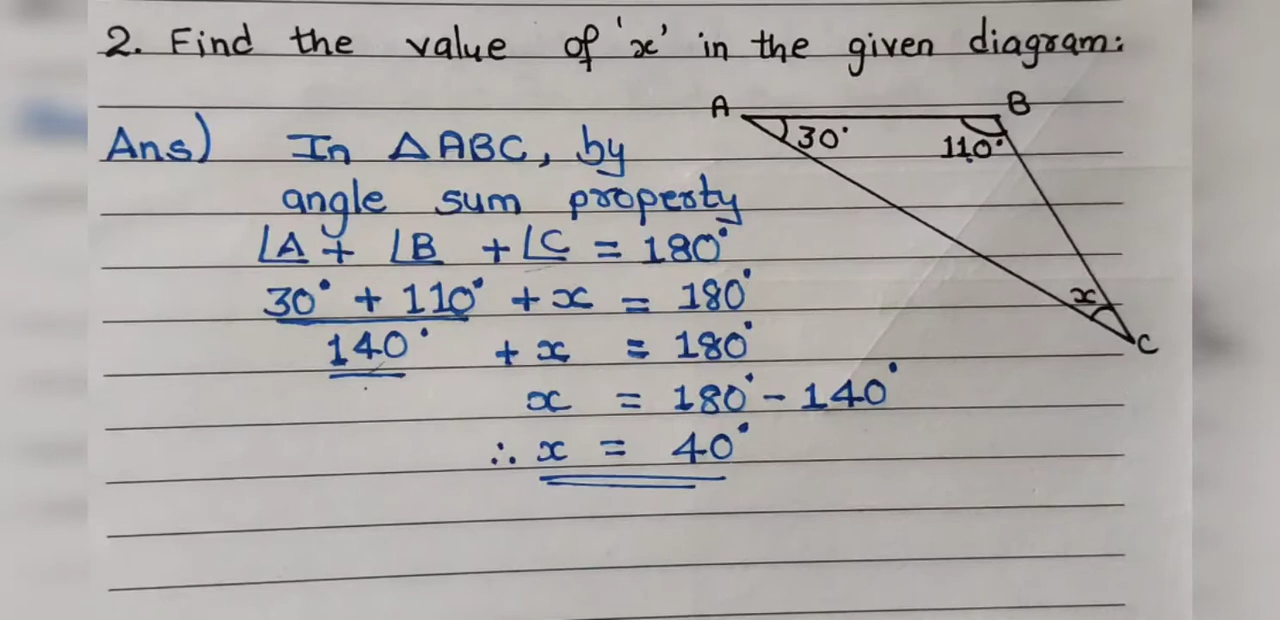 2. Find the value of 'x' in the given diagram:
A B
Ans) In △ABC, by
30° 110°
angle sum property
∠A + ∠B + ∠C = 180°
30° + 110° + x = 180°
x
140° + x = 180°
C
x = 180° - 140°
∴ x = 40°